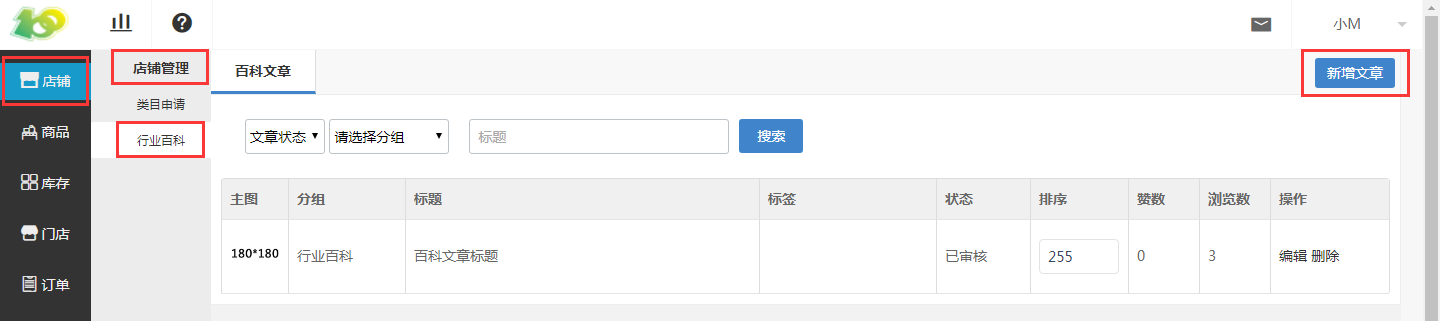 小M
店铺
商品
库存
门店
订单
店铺管理
类目申请
行业百科
百科文章
新增文章
文章状态 请选择分组 标题 搜索
主图 分组 标题 标签 状态 排序 赞数 浏览数 操作
180*180 行业百科 百科文章标题 已审核 255 0 3 编辑 删除